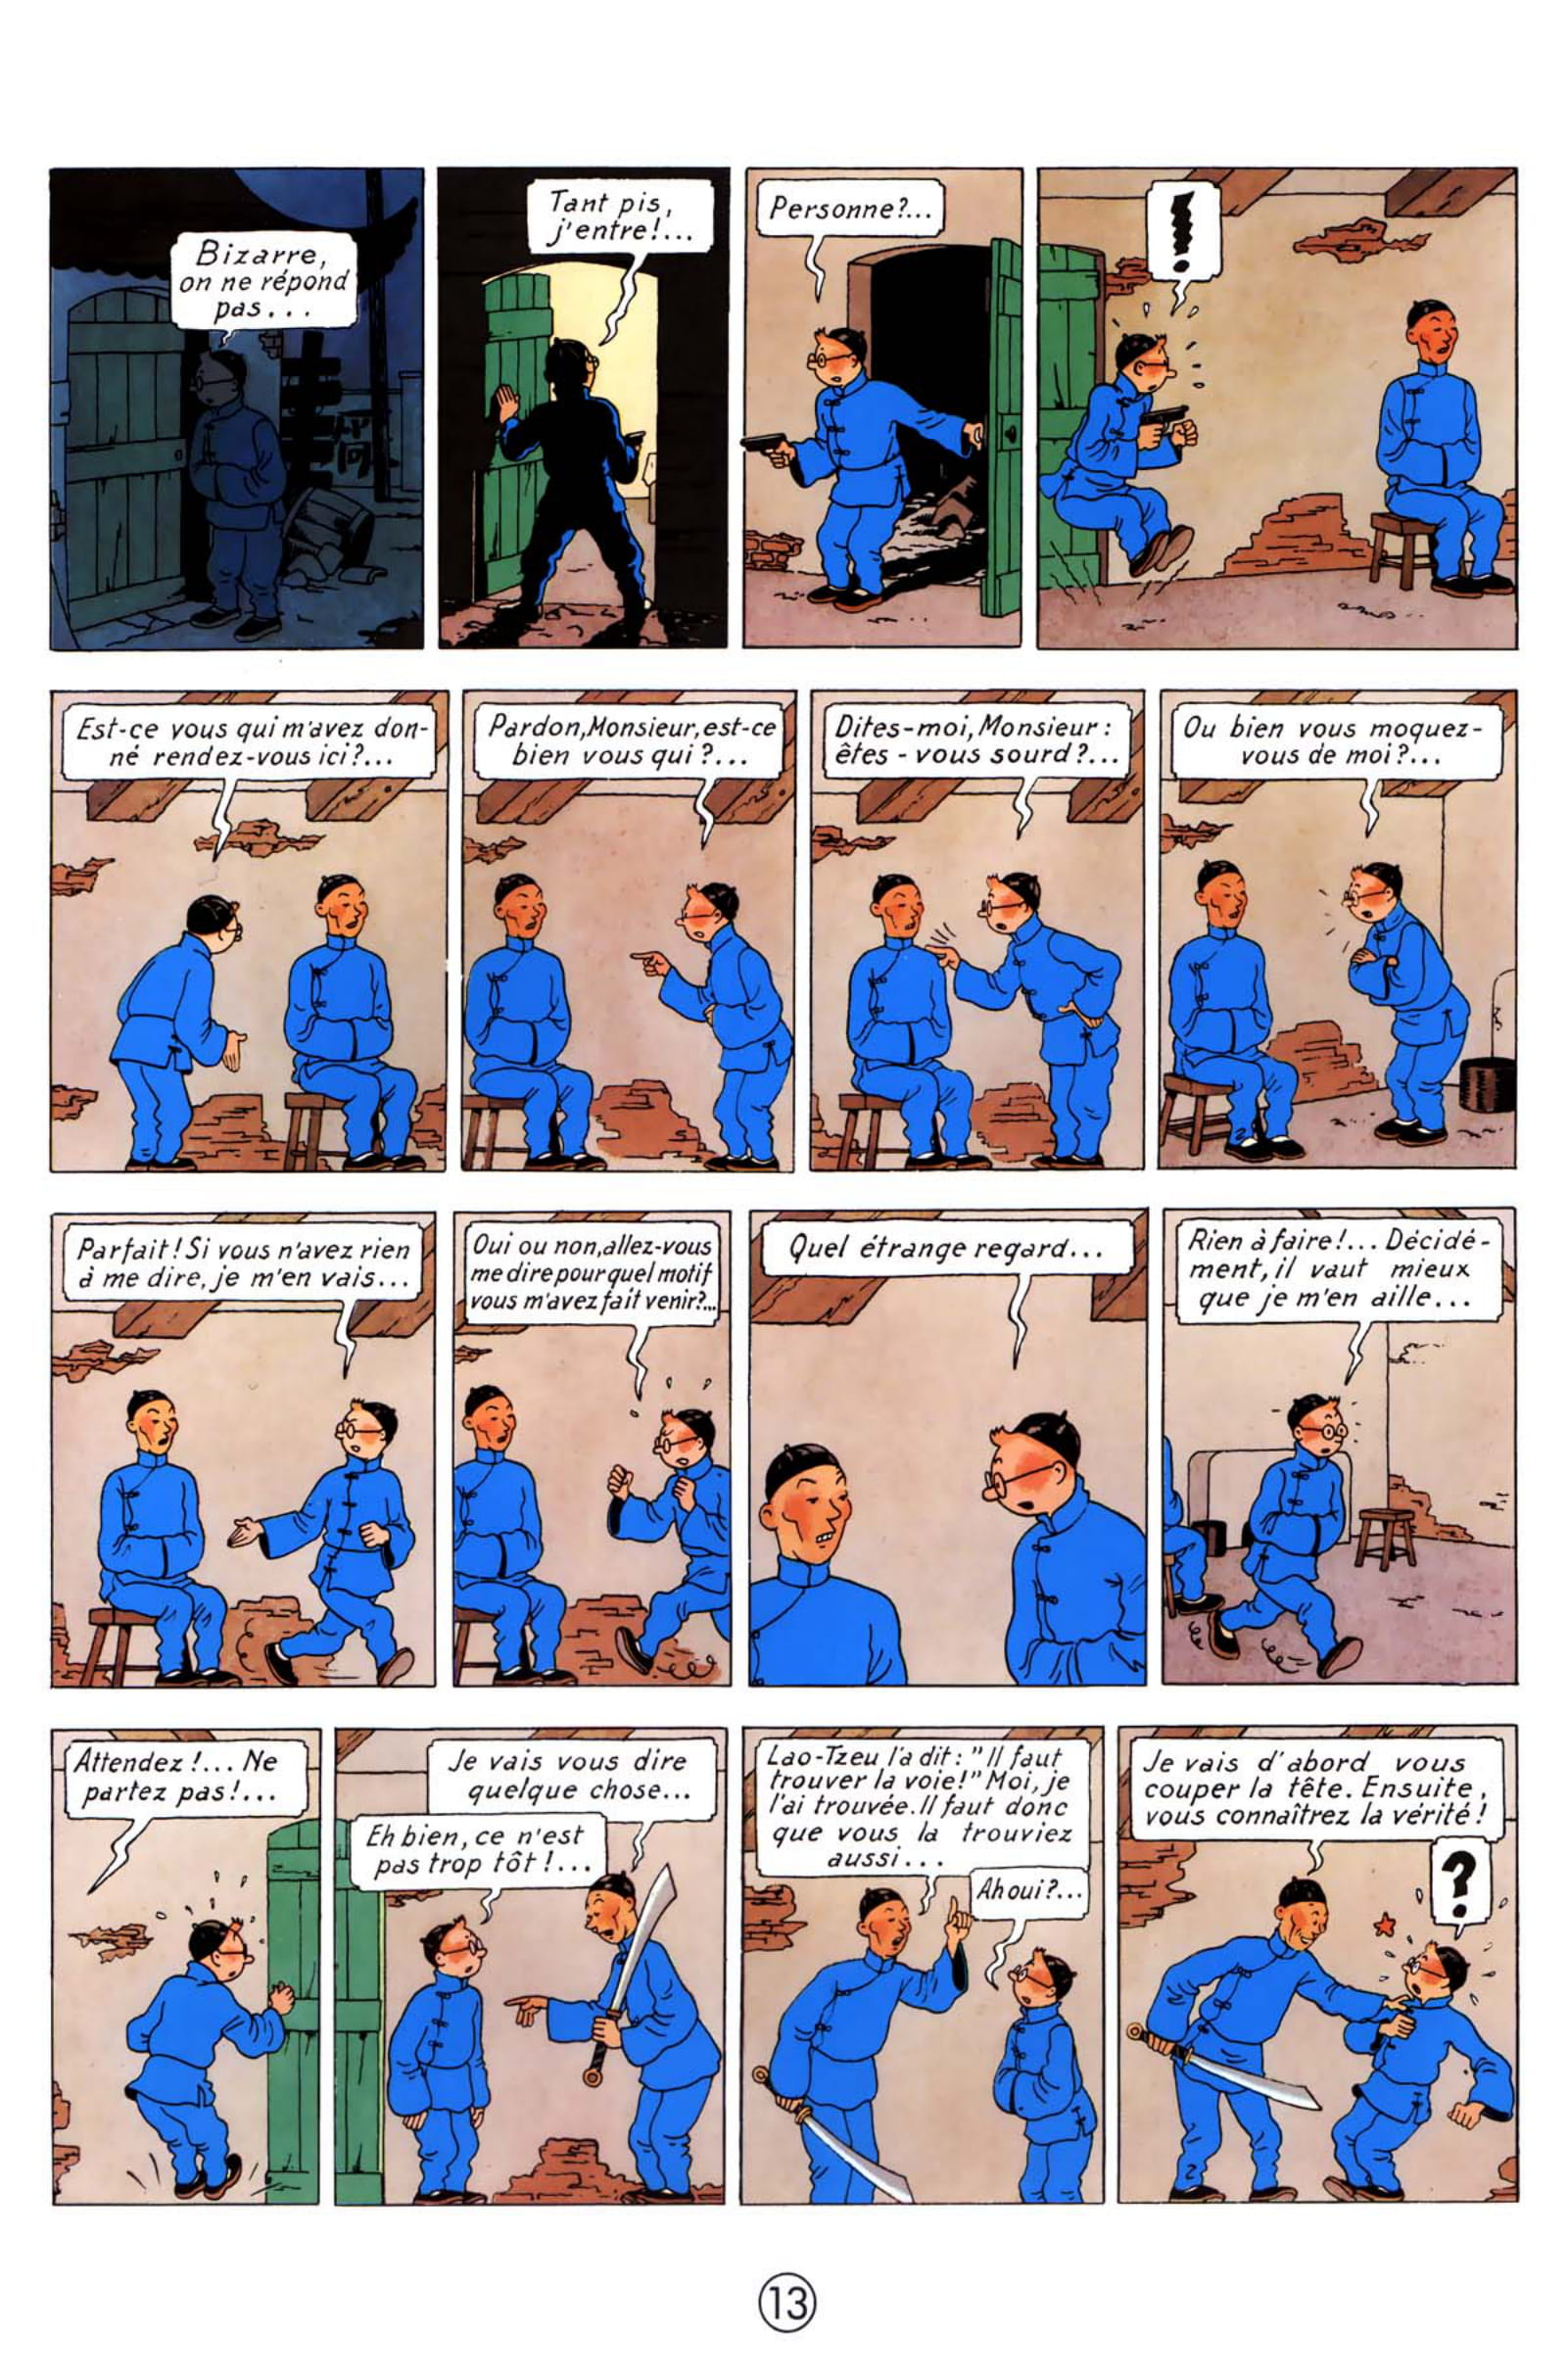 Bizarre,
on ne répond
pas...
Tant pis,
j'entre!...
Personne?...
!
Est-ce vous qui m'avez don-
né rendez-vous ici?...
Pardon, Monsieur, est-ce
bien vous qui?...
Dites-moi, Monsieur:
êtes-vous sourd?...
Ou bien vous moquez-
vous de moi?...
Parfait! Si vous n'avez rien
à me dire, je m'en vais...
Oui ou non, allez-vous
me dire pour quel motif
vous m'avez fait venir?...
Quel étrange regard...
Rien à faire!... Décidé-
ment, il vaut mieux
que je m'en aille...
Attendez!... Ne
partez pas!...
Je vais vous dire
quelque chose...
Eh bien, ce n'est
pas trop tôt!...
Lao-Tzeu l'a dit: "Il faut
trouver la voie!" Moi, je
l'ai trouvée. Il faut donc
que vous la trouviez
aussi...
Ah oui?...
Je vais d'abord vous
couper la tête. Ensuite,
vous connaîtrez la vérité!
?
13